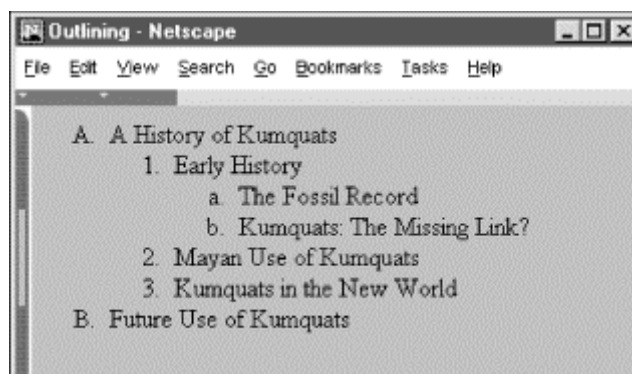 Outlining - Netscape
File Edit View Search Go Bookmarks Tasks Help
A. A History of Kumquats
1. Early History
a. The Fossil Record
b. Kumquats: The Missing Link?
2. Mayan Use of Kumquats
3. Kumquats in the New World
B. Future Use of Kumquats